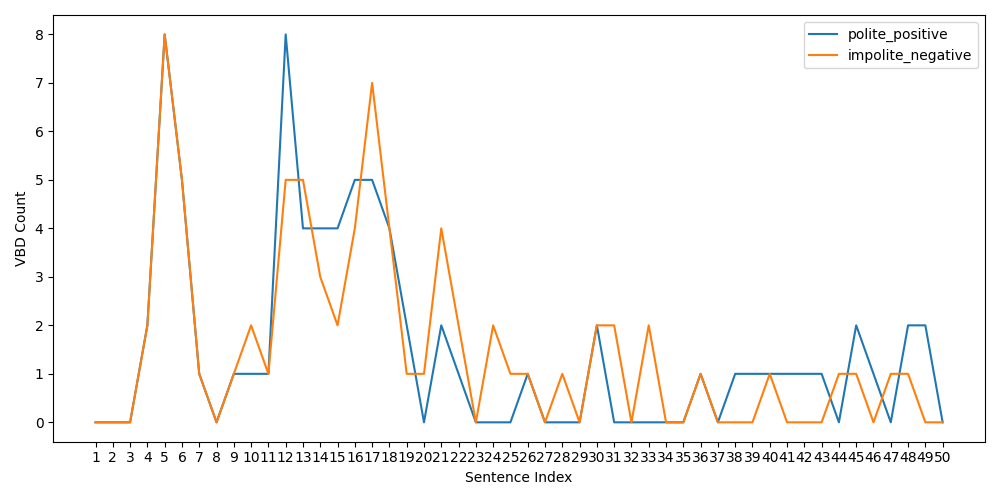 polite_positive
impolite_negative
8
7
6
5
4
3
2
1
0
VBD Count
1 2 3 4 5 6 7 8 9 10 11 12 13 14 15 16 17 18 19 20 21 22 23 24 25 26 27 28 29 30 31 32 33 34 35 36 37 38 39 40 41 42 43 44 45 46 47 48 49 50
Sentence Index